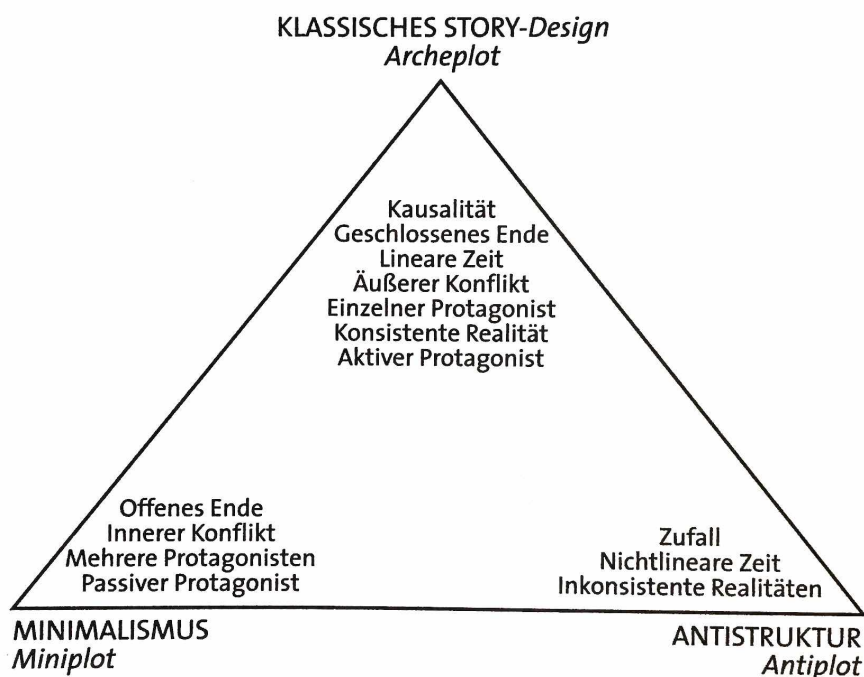 KLASSISCHES STORY-Design
Archeplot
Kausalität
Geschlossenes Ende
Lineare Zeit
Äußerer Konflikt
Einzelner Protagonist
Konsistente Realität
Aktiver Protagonist
Offenes Ende
Innerer Konflikt
Mehrere Protagonisten
Passiver Protagonist
Zufall
Nichtlineare Zeit
Inkonsistente Realitäten
MINIMALISMUS
Miniplot
ANTISTRUKTUR
Antiplot